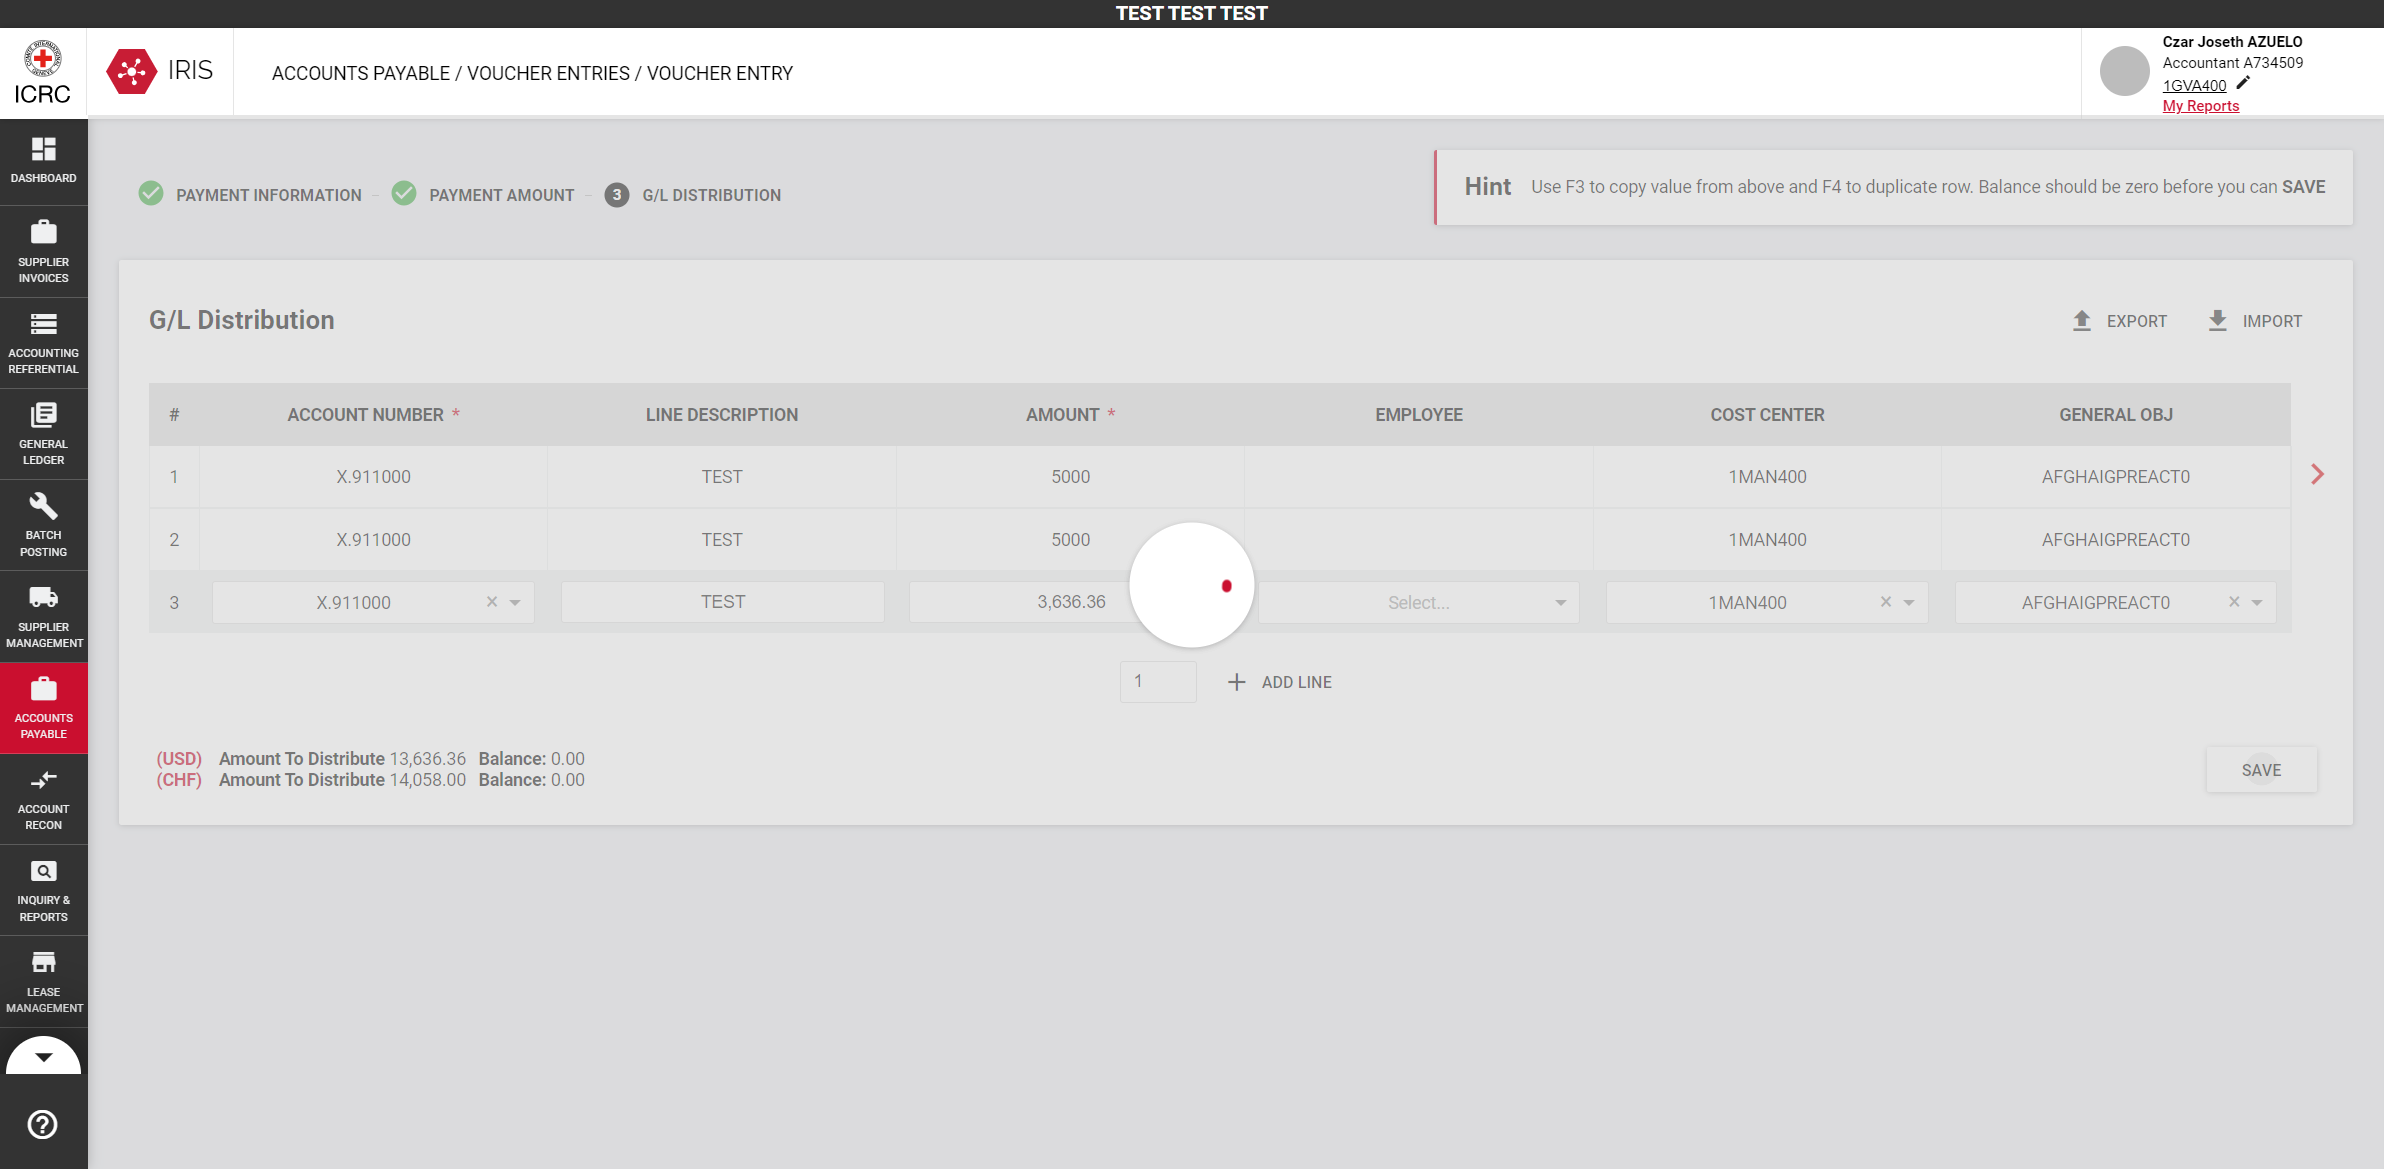 TEST TEST TEST
ICRC
IRIS
ACCOUNTS PAYABLE / VOUCHER ENTRIES / VOUCHER ENTRY
Czar Joseth AZUELO
Accountant A734509
1GVA400
My Reports
DASHBOARD
SUPPLIER
INVOICES
ACCOUNTING
REFERENTIAL
GENERAL
LEDGER
BATCH
POSTING
SUPPLIER
MANAGEMENT
ACCOUNTS
PAYABLE
ACCOUNT
RECON
INQUIRY &
REPORTS
LEASE
MANAGEMENT
PAYMENT INFORMATION
PAYMENT AMOUNT
3 G/L DISTRIBUTION
Hint Use F3 to copy value from above and F4 to duplicate row. Balance should be zero before you can SAVE
G/L Distribution
EXPORT
IMPORT
# ACCOUNT NUMBER * LINE DESCRIPTION AMOUNT * EMPLOYEE COST CENTER GENERAL OBJ
1 X.911000 TEST 5000 1MAN400 AFGHAIGPREACT0
2 X.911000 TEST 5000 1MAN400 AFGHAIGPREACT0
3 X.911000 × TEST 3,636.36 Select... 1MAN400 × AFGHAIGPREACT0 ×
1 + ADD LINE
(USD) Amount To Distribute 13,636.36 Balance: 0.00
(CHF) Amount To Distribute 14,058.00 Balance: 0.00
SAVE